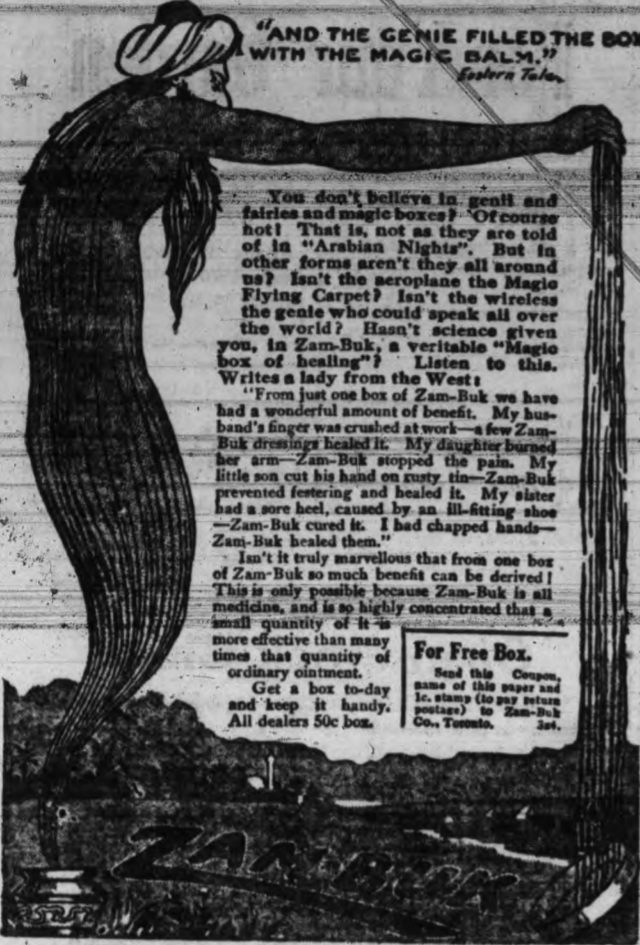 "AND THE GENIE FILLED THE BOX
WITH THE MAGIC BALM."
Eastern Tale
You don't believe in genii and
fairies and magic boxes? Of course
not! That is, not as they are told
of in "Arabian Nights". But in
other forms aren't they all around
us? Isn't the aeroplane the Magic
Flying Carpet? Isn't the wireless
the genie who could speak all over
the world? Hasn't science given
you, in Zam-Buk, a veritable "Magic
box of healing"? Listen to this.
Writes a lady from the West:
"From just one box of Zam-Buk we have
had a wonderful amount of benefit. My hus-
band's finger was crushed at work—a few Zam-
Buk dressings healed it. My daughter burned
her arm—Zam-Buk stopped the pain. My
little son cut his hand on rusty tin—Zam-Buk
prevented festering and healed it. My sister
had a sore heel, caused by an ill-fitting shoe
—Zam-Buk cured it. I had chapped hands—
Zam-Buk healed them."
Isn't it truly marvellous that from one box
of Zam-Buk so much benefit can be derived!
This is only possible because Zam-Buk is all
medicine, and is so highly concentrated that a
small quantity of it is
more effective than many
times that quantity of
ordinary ointment.
Get a box to-day
and keep it handy.
All dealers 50c box.
For Free Box.
Send this Coupon,
name of this paper and
1c. stamp (to pay return
postage) to Zam-Buk
Co., Toronto. 3st.
ZAM-BUK